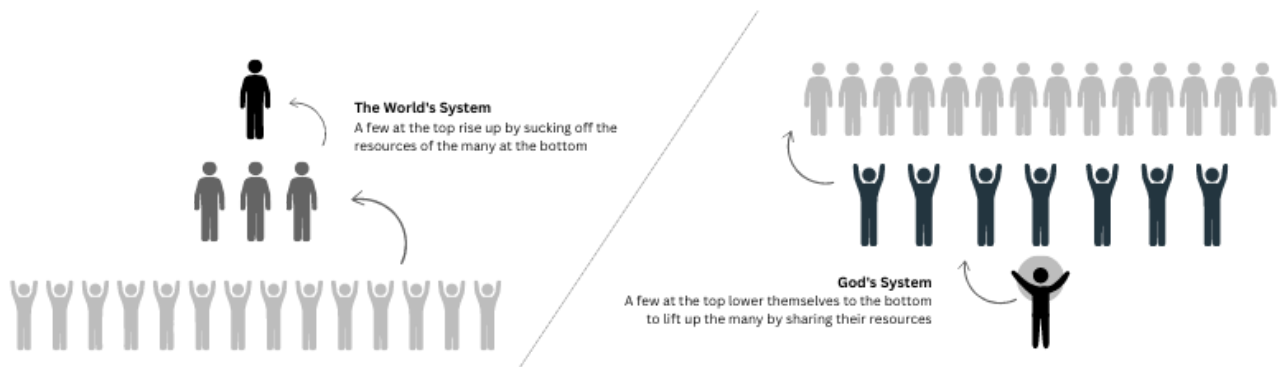 The World's System
A few at the top rise up by sucking off the
resources of the many at the bottom
God's System
A few at the top lower themselves to the bottom
to lift up the many by sharing their resources